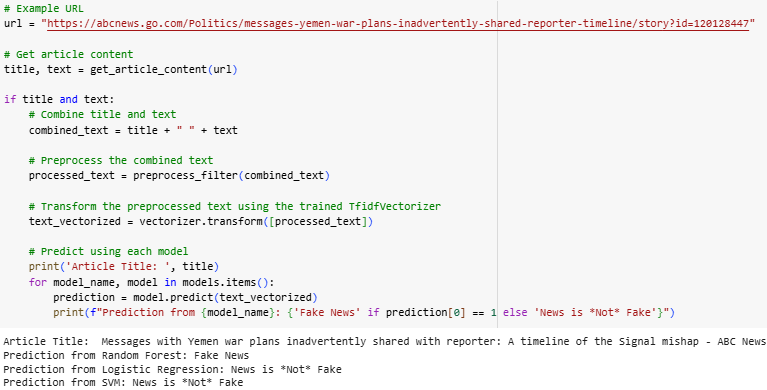 # Example URL
url = "https://abcnews.go.com/Politics/messages-yemen-war-plans-inadvertently-shared-reporter-timeline/story?id=120128447"
# Get article content
title, text = get_article_content(url)
if title and text:
    # Combine title and text
    combined_text = title + " " + text
    # Preprocess the combined text
    processed_text = preprocess_filter(combined_text)
    # Transform the preprocessed text using the trained TfidfVectorizer
    text_vectorized = vectorizer.transform([processed_text])
    # Predict using each model
    print('Article Title: ', title)
    for model_name, model in models.items():
        prediction = model.predict(text_vectorized)
        print(f"Prediction from {model_name}: {'Fake News' if prediction[0] == 1 else 'News is *Not* Fake'}")
Article Title:  Messages with Yemen war plans inadvertently shared with reporter: A timeline of the Signal mishap - ABC News
Prediction from Random Forest: Fake News
Prediction from Logistic Regression: News is *Not* Fake
Prediction from SVM: News is *Not* Fake